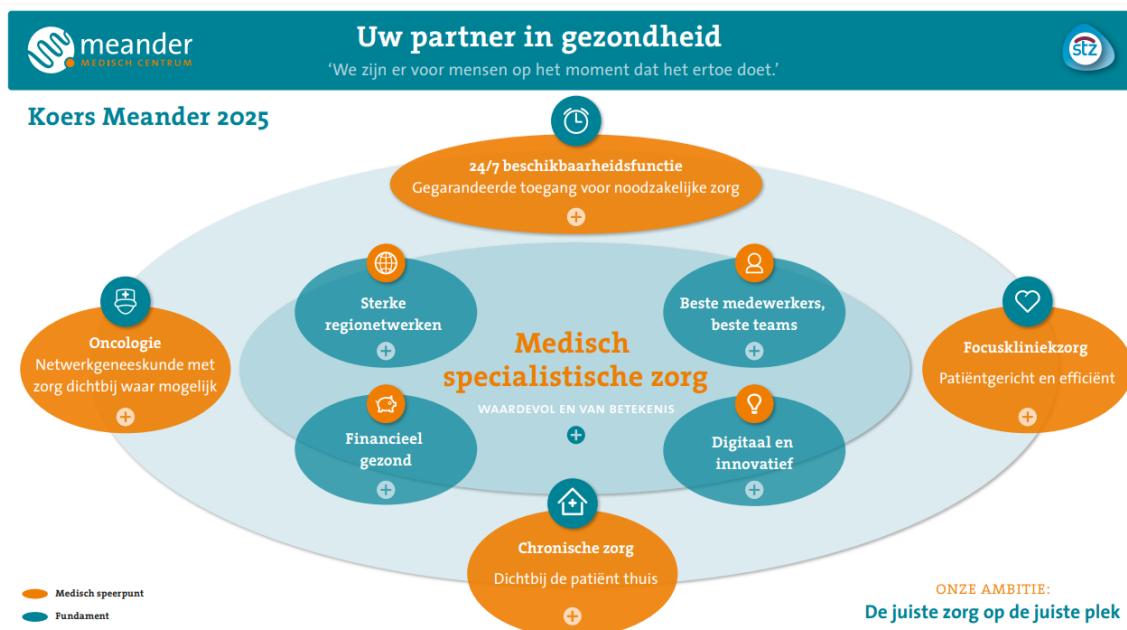 meander
MEDISCH CENTRUM
Uw partner in gezondheid
‘We zijn er voor mensen op het moment dat het ertoe doet.’
stz
Koers Meander 2025
24/7 beschikbaarheidsfunctie
Gegarandeerde toegang voor noodzakelijke zorg
Sterke
regionetwerken
Beste medewerkers,
beste teams
Oncologie
Netwerkgeneeskunde met
zorg dichtbij waar mogelijk
Medisch
specialistische zorg
WAARDEVOL EN VAN BETEKENIS
Focuskliniekzorg
Patiëntgericht en efficiënt
Financieel
gezond
Digitaal en
innovatief
Chronische zorg
Dichtbij de patiënt thuis
Medisch speerpunt
Fundament
ONZE AMBITIE:
De juiste zorg op de juiste plek